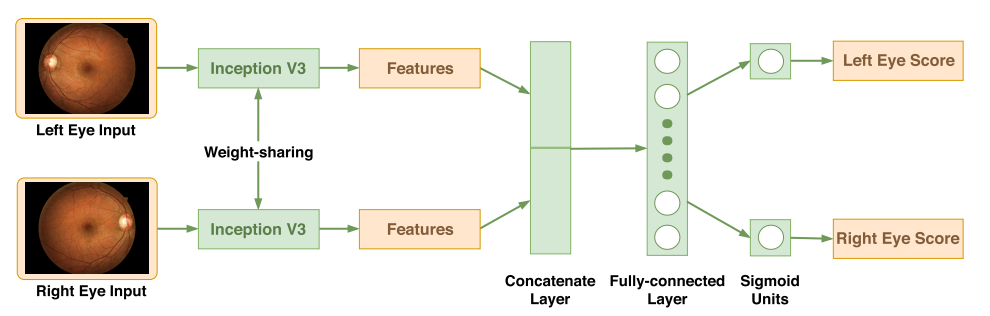 Left Eye Input
Inception V3
Features
Left Eye Score
Weight-sharing
Right Eye Input
Inception V3
Features
Right Eye Score
Concatenate
Layer
Fully-connected
Layer
Sigmoid
Units